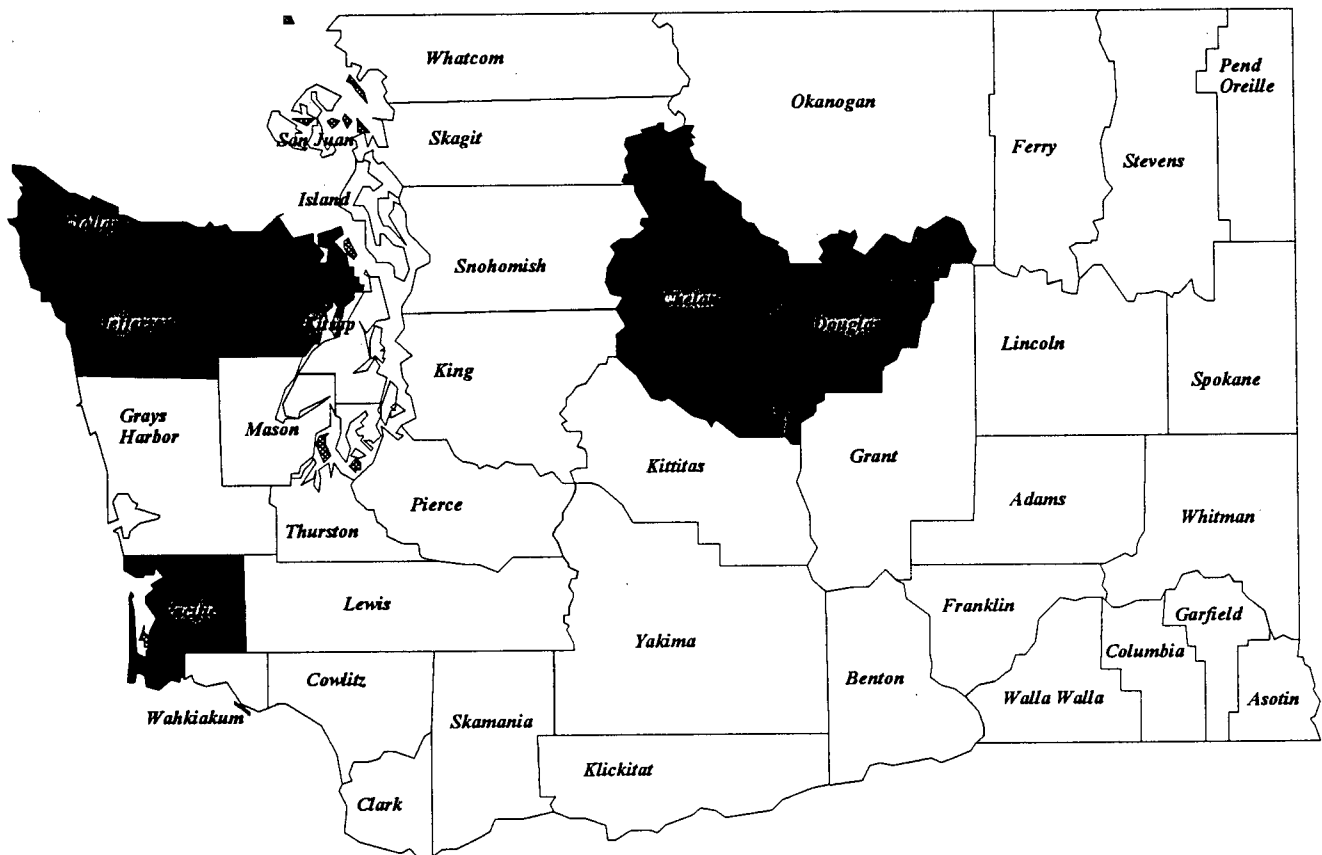 Whatcom
Okanogan
Pend
Oreille
Ferry
Stevens
Skagit
San Juan
Island
Snohomish
Douglas
Kitsap
King
Lincoln
Spokane
Grays
Harbor
Mason
Kittitas
Grant
Adams
Whitman
Pierce
Thurston
Lewis
Yakima
Franklin
Garfield
Columbia
Benton
Walla Walla
Asotin
Cowlitz
Wahkiakum
Skamania
Klickitat
Clark